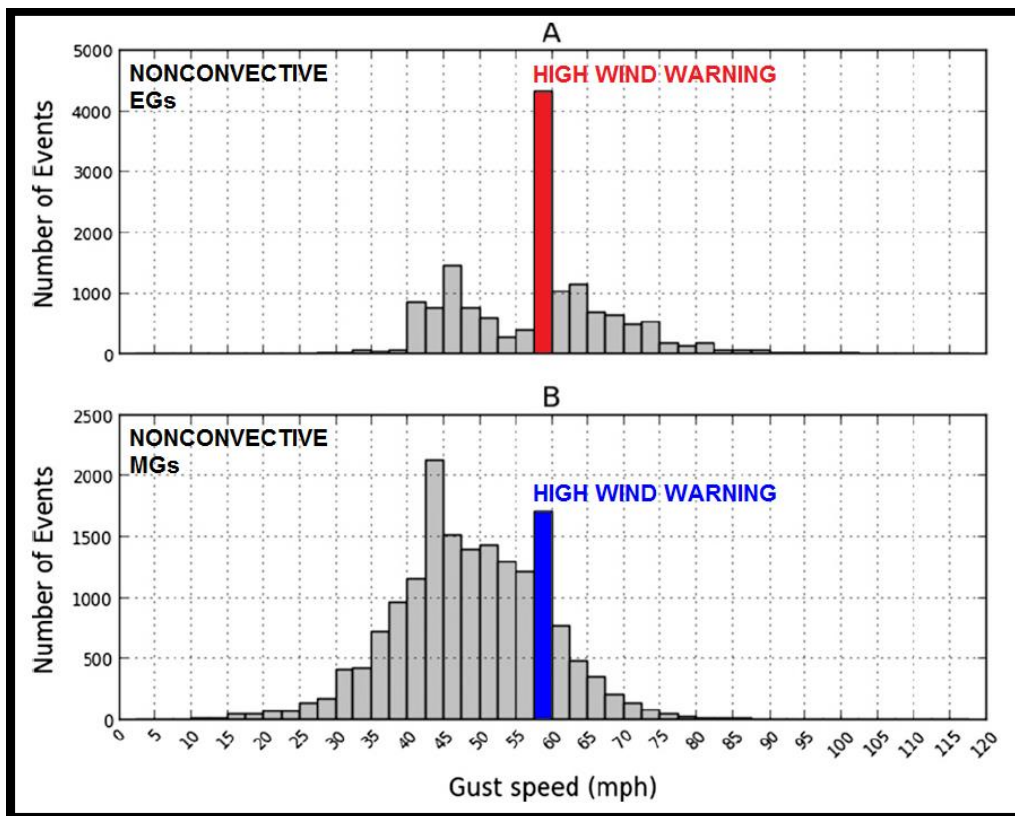 A
NONCONVECTIVE
EGs
HIGH WIND WARNING
5000
4000
3000
2000
1000
0
Number of Events
B
NONCONVECTIVE
MGs
HIGH WIND WARNING
2500
2000
1500
1000
500
0
Number of Events
0 5 10 15 20 25 30 35 40 45 50 55 60 65 70 75 80 85 90 95 100 105 110 115 120
Gust speed (mph)